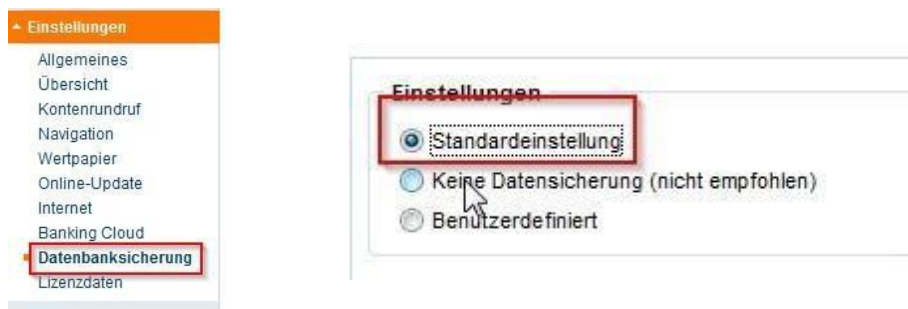 Einstellungen
Allgemeines
Übersicht
Kontenrundruf
Navigation
Wertpapier
Online-Update
Internet
Banking Cloud
Datenbanksicherung
Lizenzdaten
Einstellungen
Standardeinstellung
Keine Datensicherung (nicht empfohlen)
Benutzerdefiniert